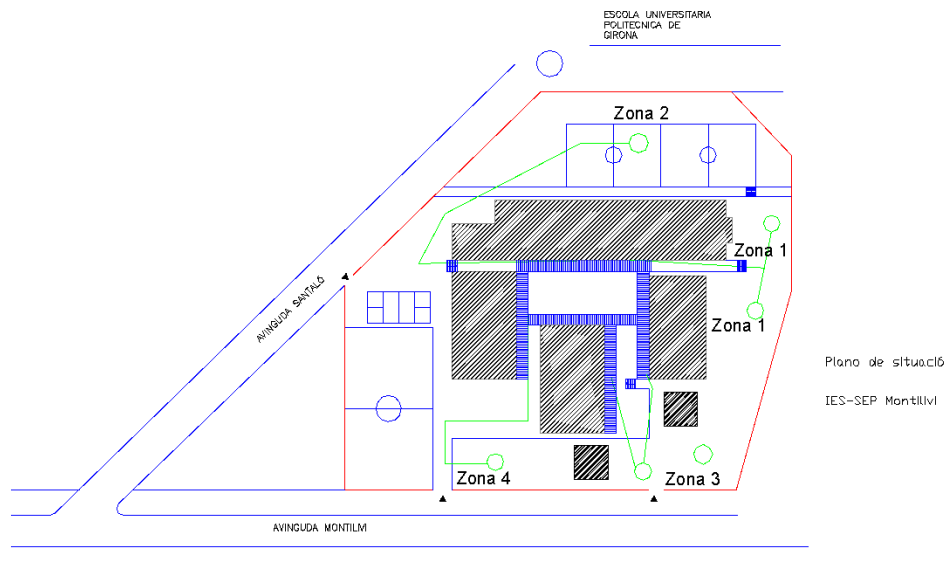 ESCOLA UNIVERSITARIA
POLITECNICA DE
GIRONA
Zona 2
Zona 1
AVINGUDA SANTALÓ
Zona 1
Plano de situació
IES-SEP Montilivi
Zona 4
Zona 3
AVINGUDA MONTILIVI